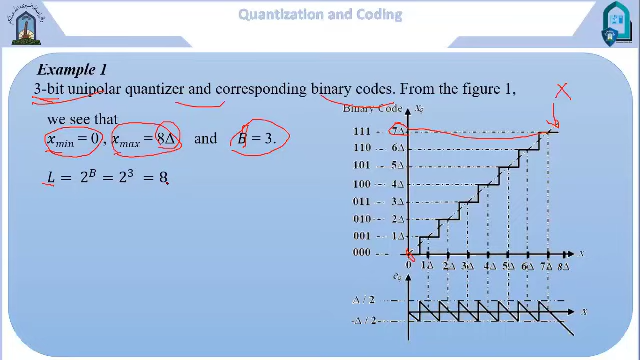 Quantization and Coding
Example 1
3-bit unipolar quantizer and corresponding binary codes. From the figure 1,
we see that
x_min = 0, x_max = 8Δ and B = 3.
L = 2^B = 2^3 = 8
X
Binary Code x_q
111 7Δ
110 6Δ
101 5Δ
100 4Δ
011 3Δ
010 2Δ
001 1Δ
000 0 1Δ 2Δ 3Δ 4Δ 5Δ 6Δ 7Δ 8Δ x
e_q
Δ / 2
-Δ / 2
x